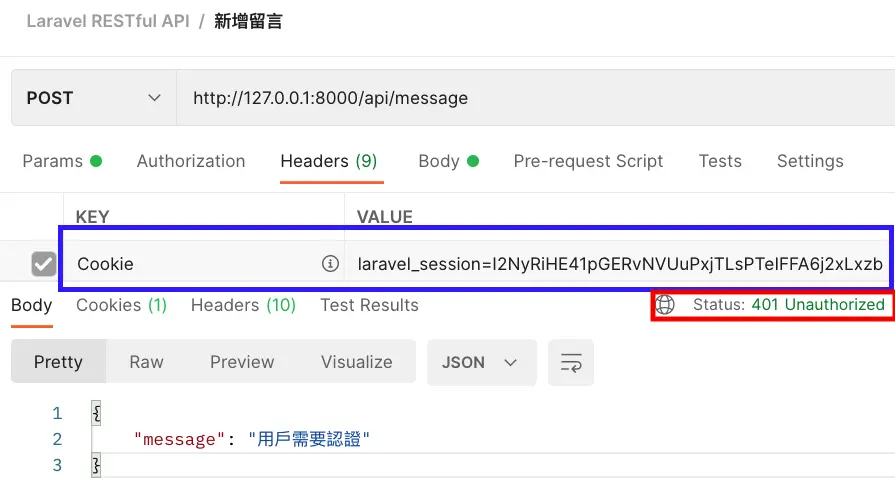 Laravel RESTful API / 新增留言
POST http://127.0.0.1:8000/api/message
Params Authorization Headers (9) Body Pre-request Script Tests Settings
KEY VALUE
Cookie laravel_session=I2NyRiHE41pGERvNVUuPxjTLsPTeIFFA6j2xLxzb
Body Cookies (1) Headers (10) Test Results Status: 401 Unauthorized
Pretty Raw Preview Visualize JSON
1 {
2 "message": "用戶需要認證"
3 }